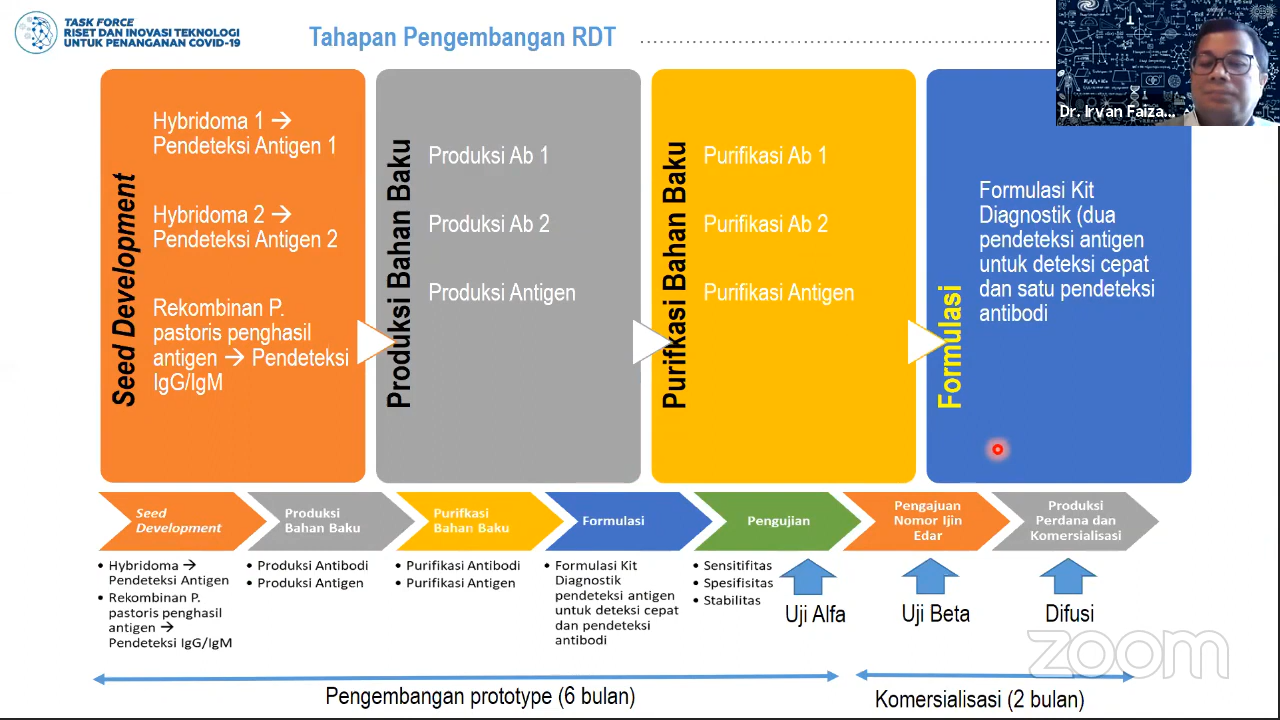 TASK FORCE
RISET DAN INOVASI TEKNOLOGI
UNTUK PENANGANAN COVID-19
Tahapan Pengembangan RDT
Dr. Irvan Faiza...
Seed Development
Hybridoma 1 →
Pendeteksi Antigen 1
Hybridoma 2 →
Pendeteksi Antigen 2
Rekombinan P.
pastoris penghasil
antigen → Pendeteksi
IgG/IgM
Produksi Bahan Baku
Produksi Ab 1
Produksi Ab 2
Produksi Antigen
Purifkasi Bahan Baku
Purifikasi Ab 1
Purifikasi Ab 2
Purifikasi Antigen
Formulasi
Formulasi Kit
Diagnostik (dua
pendeteksi antigen
untuk deteksi cepat
dan satu pendeteksi
antibodi
Seed
Development
• Hybridoma →
Pendeteksi Antigen
• Rekombinan P.
pastoris penghasil
antigen →
Pendeteksi IgG/IgM
Produksi
Bahan Baku
• Produksi Antibodi
• Produksi Antigen
Purifkasi
Bahan Baku
• Purifikasi Antibodi
• Purifikasi Antigen
Formulasi
• Formulasi Kit
Diagnostik
pendeteksi antigen
untuk deteksi cepat
dan pendeteksi
antibodi
Pengujian
• Sensitifitas
• Spesifisitas
• Stabilitas
Uji Alfa
Pengajuan
Nomor Ijin
Edar
Uji Beta
Produksi
Perdana dan
Komersialisasi
Difusi
zoom
Pengembangan prototype (6 bulan)
Komersialisasi (2 bulan)